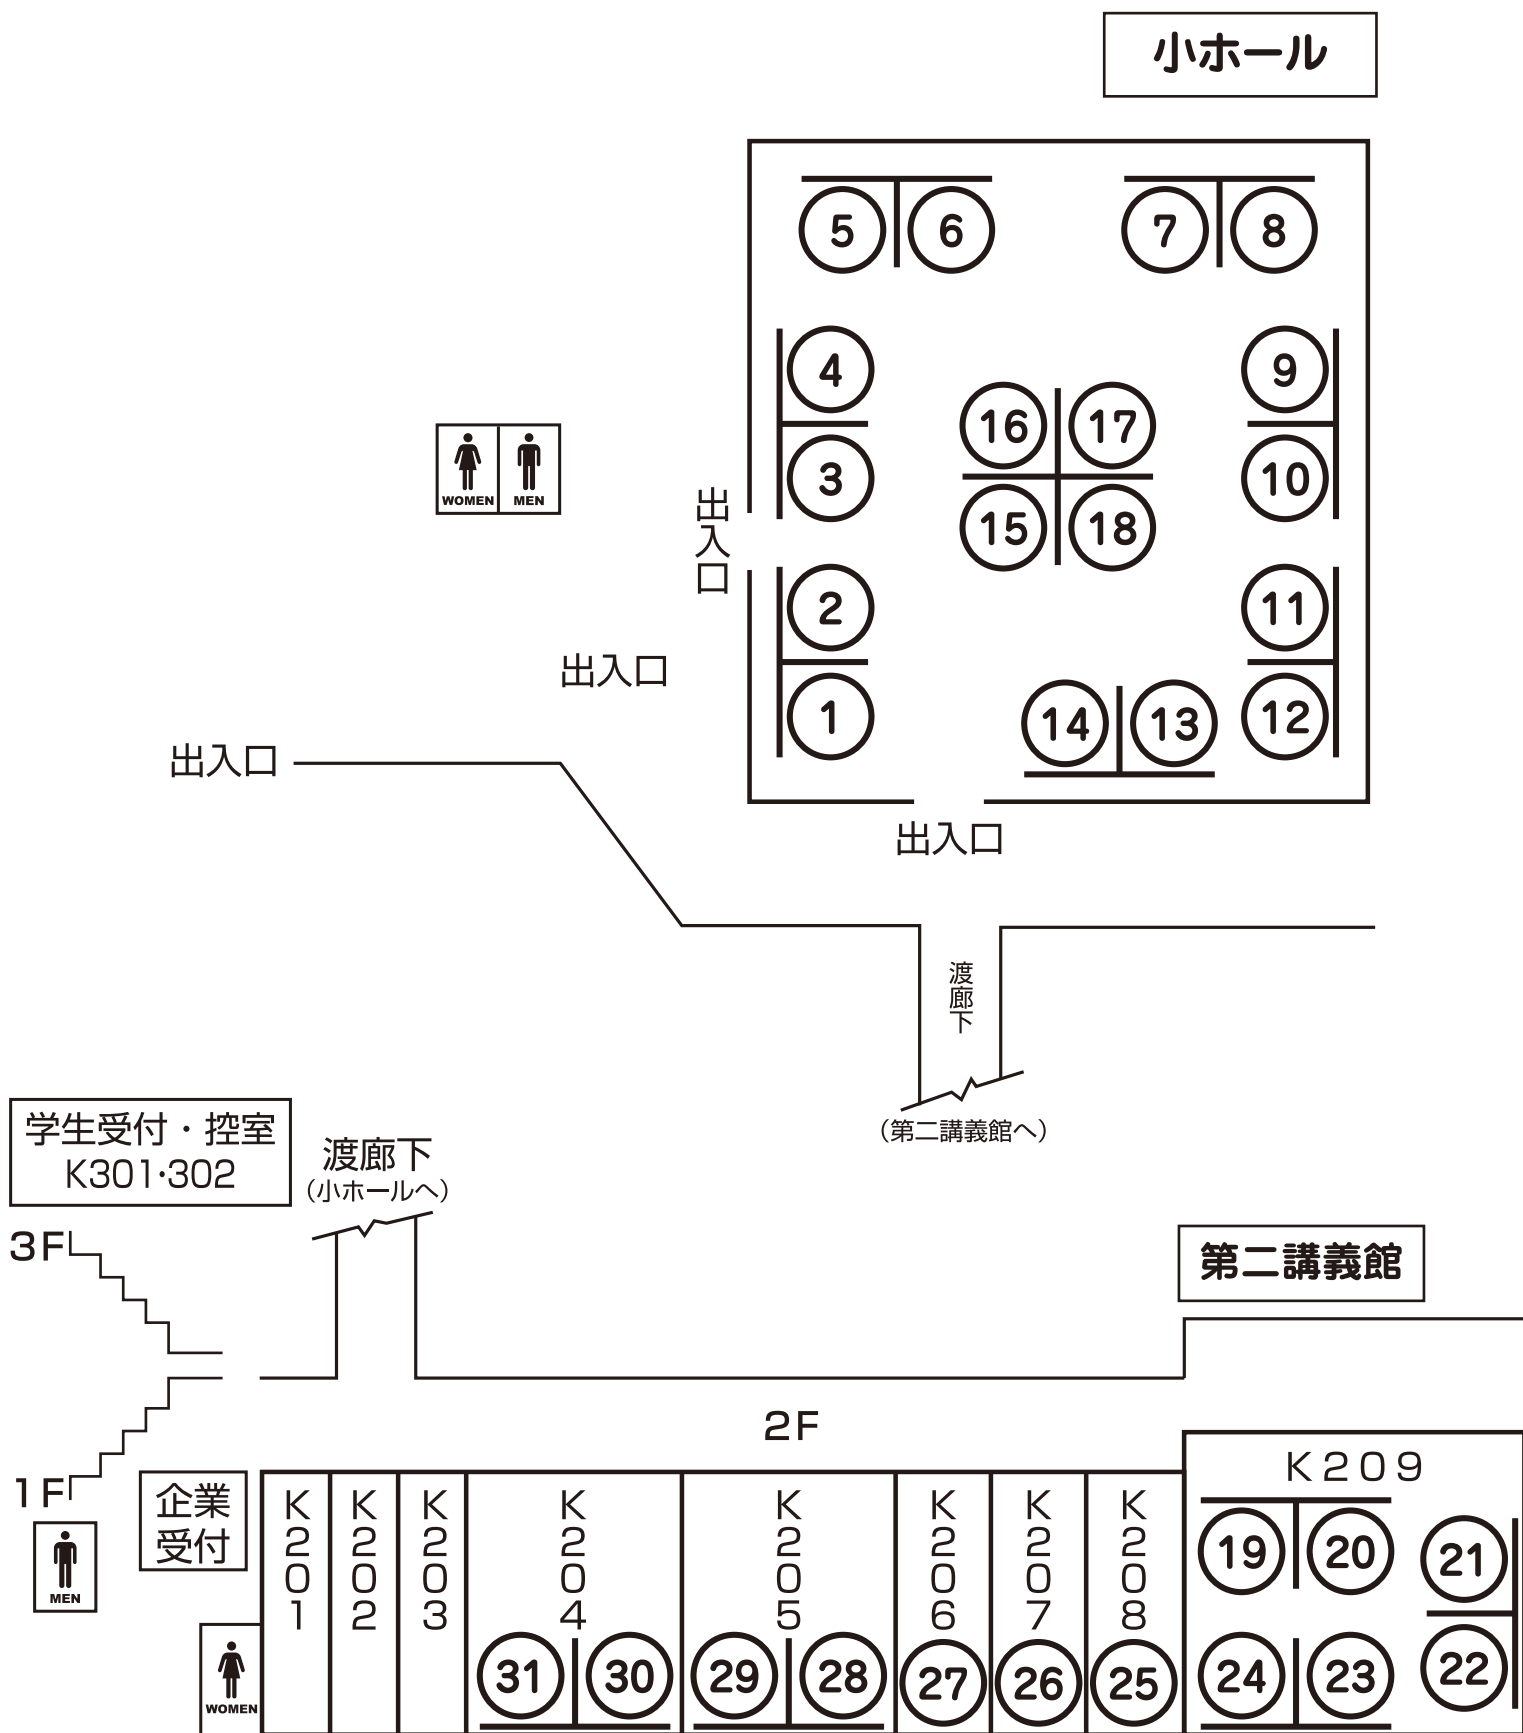 小ホール
5 6 7 8
4 9
16 17
WOMEN MEN
3 10
出入口
15 18
2 11
出入口
1 14 13 12
出入口
出入口
渡廊下
(第二講義館へ)
学生受付・控室
K301・302
渡廊下
(小ホールへ)
3F
第二講義館
2F
1F
企業
受付
MEN
WOMEN
K201
K202
K203
K204
K205
K206
K207
K208
K209
19 20 21
31 30 29 28 27 26 25 24 23 22